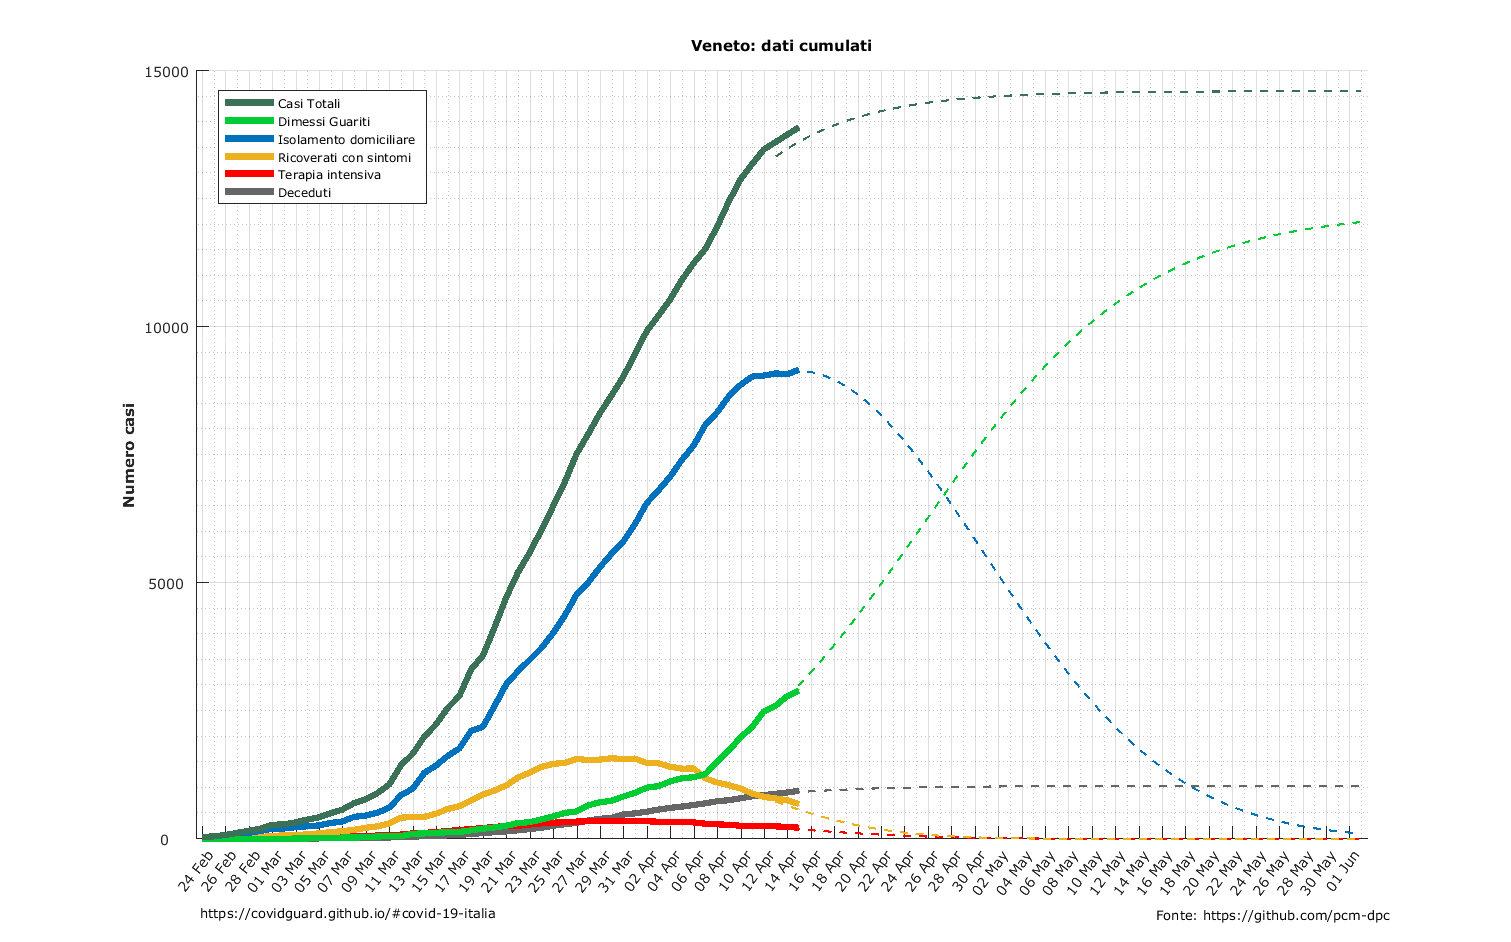 Veneto: dati cumulati
15000
10000
5000
0
Numero casi
Casi Totali
Dimessi Guariti
Isolamento domiciliare
Ricoverati con sintomi
Terapia intensiva
Deceduti
24 Feb
26 Feb
28 Feb
01 Mar
03 Mar
05 Mar
07 Mar
09 Mar
11 Mar
13 Mar
15 Mar
17 Mar
19 Mar
21 Mar
23 Mar
25 Mar
27 Mar
29 Mar
31 Mar
02 Apr
04 Apr
06 Apr
08 Apr
10 Apr
12 Apr
14 Apr
16 Apr
18 Apr
20 Apr
22 Apr
24 Apr
26 Apr
28 Apr
30 Apr
02 May
04 May
06 May
08 May
10 May
12 May
14 May
16 May
18 May
20 May
22 May
24 May
26 May
28 May
30 May
01 Jun
https://covidguard.github.io/#covid-19-italia
Fonte: https://github.com/pcm-dpc